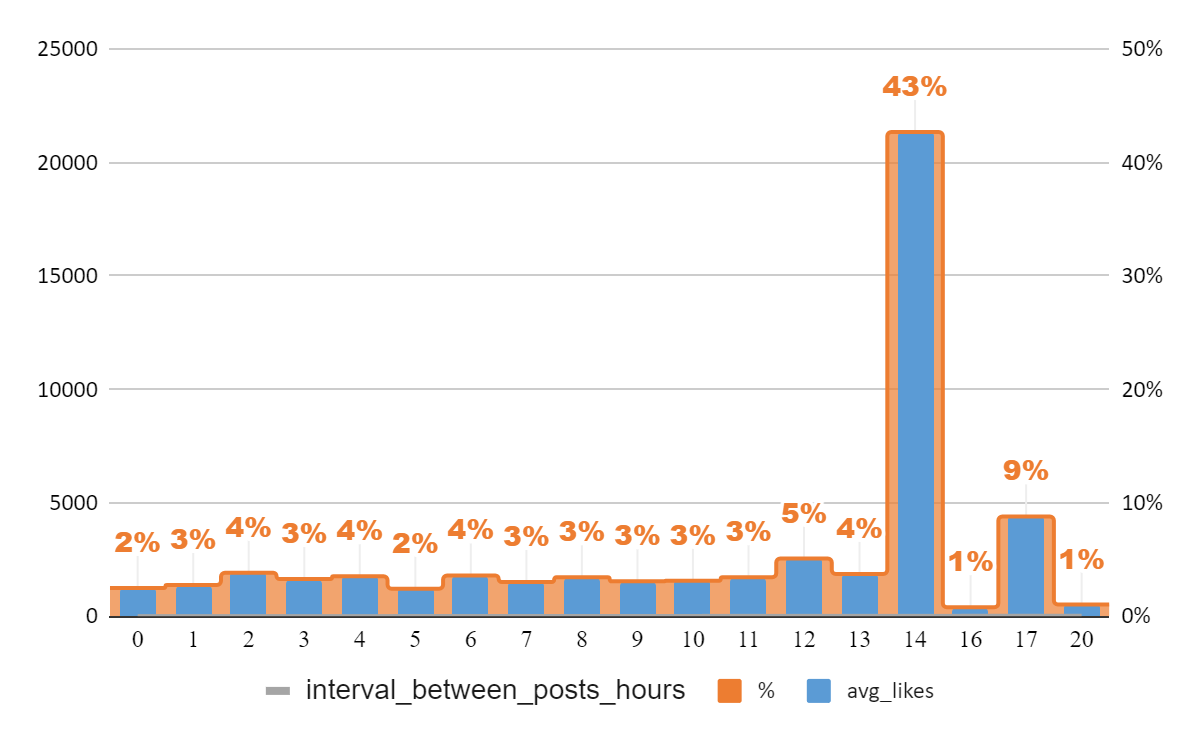 25000 50%
43%
20000 40%
15000 30%
10000 20%
9%
5000 10%
2% 3% 4% 3% 4% 2% 4% 3% 3% 3% 3% 3% 5% 4% 1% 1%
0 0%
0 1 2 3 4 5 6 7 8 9 10 11 12 13 14 16 17 20
interval_between_posts_hours % avg_likes